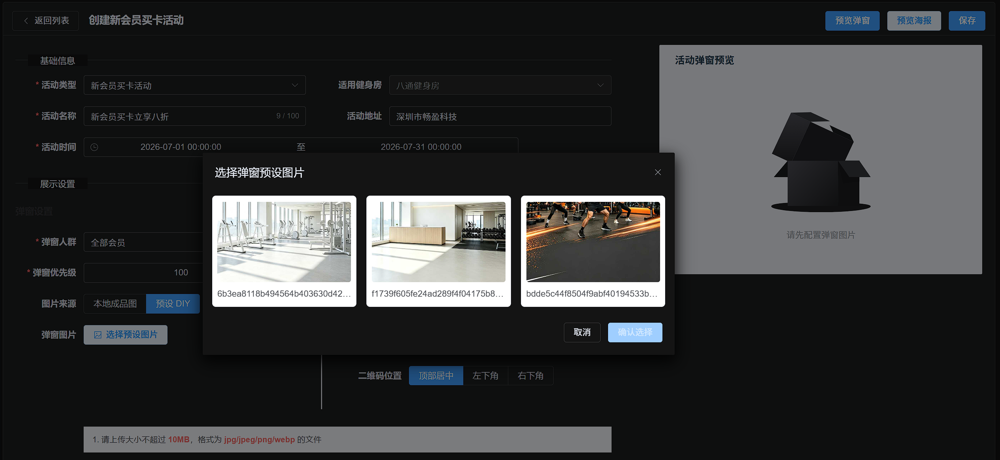 返回列表
创建新会员买卡活动
预览弹窗
预览海报
保存
基础信息
* 活动类型
新会员买卡活动
适用健身房
八通健身房
* 活动名称
新会员买卡立享八折
9 / 100
活动地址
深圳市畅盈科技
* 活动时间
2026-07-01 00:00:00
至
2026-07-31 00:00:00
展示设置
弹窗设置
* 弹窗人群
全部会员
* 弹窗优先级
100
图片来源
本地成品图
预设 DIY
弹窗图片
选择预设图片
二维码位置
顶部居中
左下角
右下角
1. 请上传大小不超过 10MB，格式为 jpg/jpeg/png/webp 的文件
活动弹窗预览
请先配置弹窗图片
选择弹窗预设图片
6b3ea8118b494564b403630d42...
f1739f605fe24ad289f4f04175b8...
bdde5c44f8504f9abf40194533b...
取消
确认选择